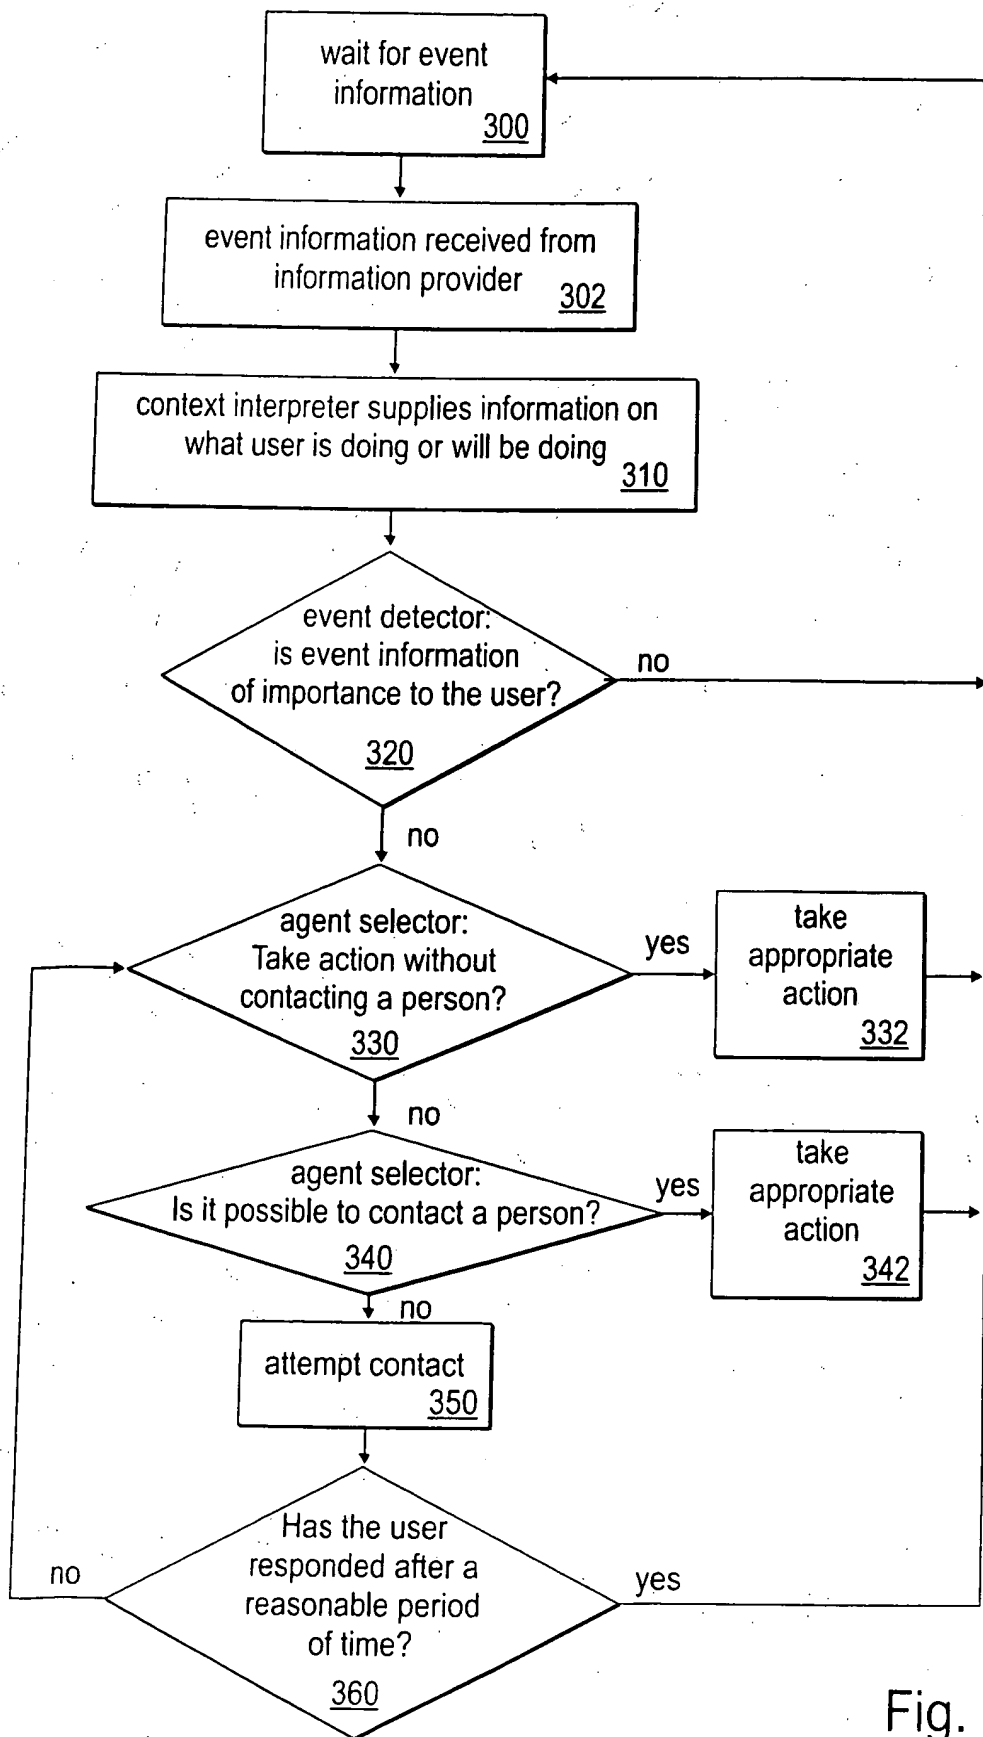 wait for event
information
300
event information received from
information provider
302
context interpreter supplies information on
what user is doing or will be doing
310
event detector:
is event information
of importance to the user?
320
no
no
agent selector:
Take action without
contacting a person?
330
yes
take
appropriate
action
332
no
agent selector:
Is it possible to contact a person?
340
yes
take
appropriate
action
342
no
attempt contact
350
Has the user
responded after a
reasonable period
of time?
360
no
yes
Fig.